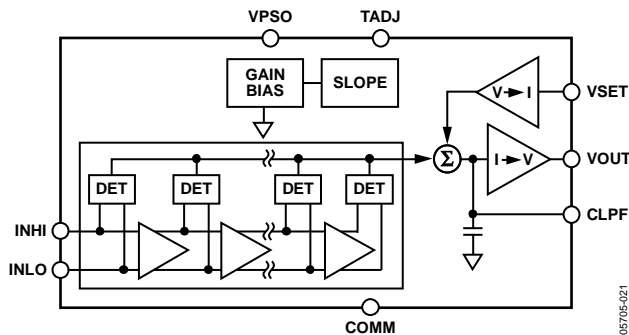 VPSO
TADJ
GAIN
BIAS
SLOPE
V I
VSET
DET
DET
DET
DET
Σ
I V
VOUT
INHI
CLPF
INLO
COMM
05705-021